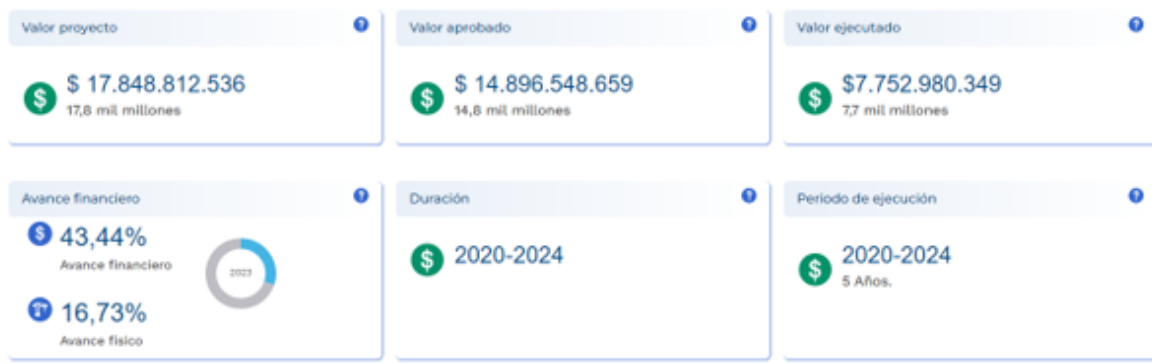 Valor proyecto
$ 17.848.812.536
17,8 mil millones
Valor aprobado
$ 14.896.548.659
14,8 mil millones
Valor ejecutado
$7.752.980.349
7,7 mil millones
Avance financiero
43,44%
Avance financiero
2023
16,73%
Avance físico
Duración
2020-2024
Periodo de ejecución
2020-2024
5 Años.